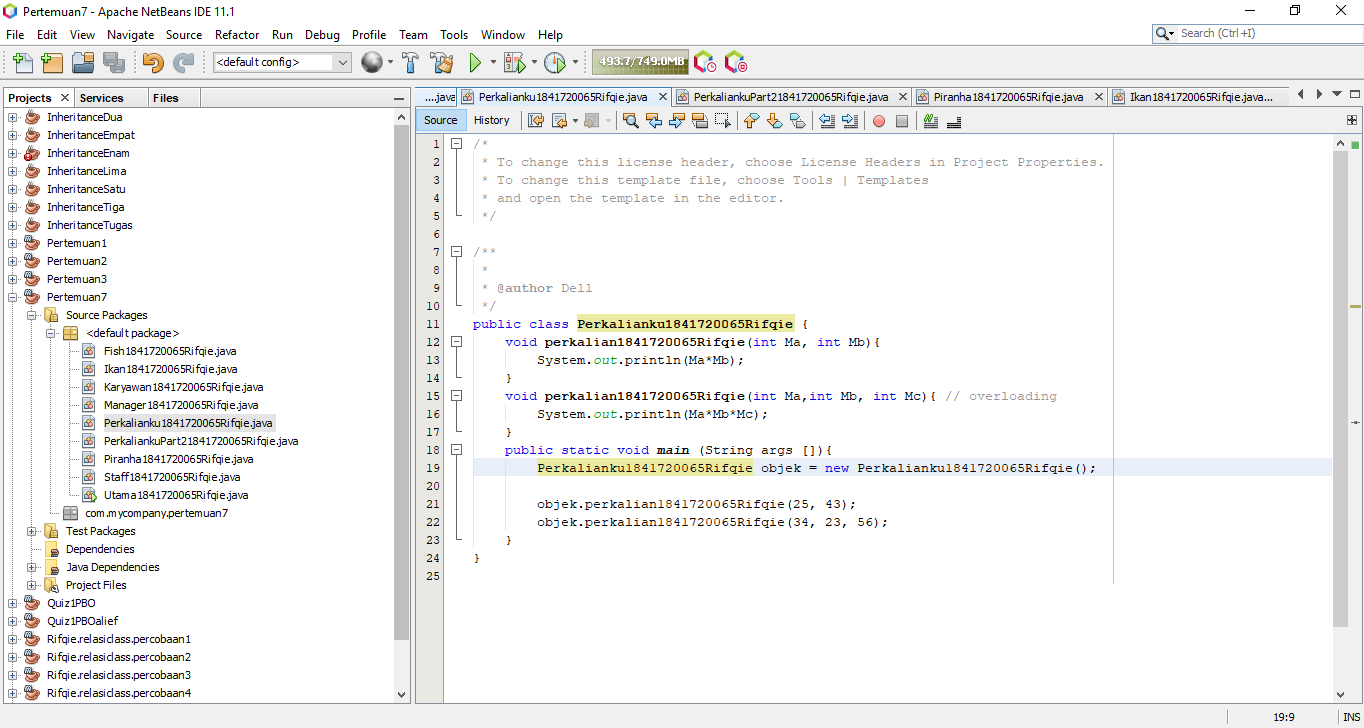 Pertemuan7 - Apache NetBeans IDE 11.1
File Edit View Navigate Source Refactor Run Debug Profile Team Tools Window Help
Search (Ctrl+I)
<default config>
493.7/749.0MB
Projects Services Files
InheritanceDua
InheritanceEmpat
InheritanceEnam
InheritanceLima
InheritanceSatu
InheritanceTiga
InheritanceTugas
Pertemuan1
Pertemuan2
Pertemuan3
Pertemuan7
Source Packages
<default package>
Fish1841720065Rifqie.java
Ikan1841720065Rifqie.java
Karyawan1841720065Rifqie.java
Manager1841720065Rifqie.java
Perkalianku1841720065Rifqie.java
PerkaliankuPart21841720065Rifqie.java
Piranha1841720065Rifqie.java
Staff1841720065Rifqie.java
Utama1841720065Rifqie.java
com.mycompany.pertemuan7
Test Packages
Dependencies
Java Dependencies
Project Files
Quiz1PBO
Quiz1PBOalief
Rifqie.relasiclass.percobaan1
Rifqie.relasiclass.percobaan2
Rifqie.relasiclass.percobaan3
Rifqie.relasiclass.percobaan4
....java Perkalianku1841720065Rifqie.java PerkaliankuPart21841720065Rifqie.java Piranha1841720065Rifqie.java Ikan1841720065Rifqie.java...
Source History
1 /*
2 * To change this license header, choose License Headers in Project Properties.
3 * To change this template file, choose Tools | Templates
4 * and open the template in the editor.
5 */
6
7 /**
8 *
9 * @author Dell
10 */
11 public class Perkalianku1841720065Rifqie {
12 void perkalian1841720065Rifqie(int Ma, int Mb){
13 System.out.println(Ma*Mb);
14 }
15 void perkalian1841720065Rifqie(int Ma,int Mb, int Mc){ // overloading
16 System.out.println(Ma*Mb*Mc);
17 }
18 public static void main (String args []){
19 Perkalianku1841720065Rifqie objek = new Perkalianku1841720065Rifqie();
20
21 objek.perkalian1841720065Rifqie(25, 43);
22 objek.perkalian1841720065Rifqie(34, 23, 56);
23 }
24 }
25
19:9 INS